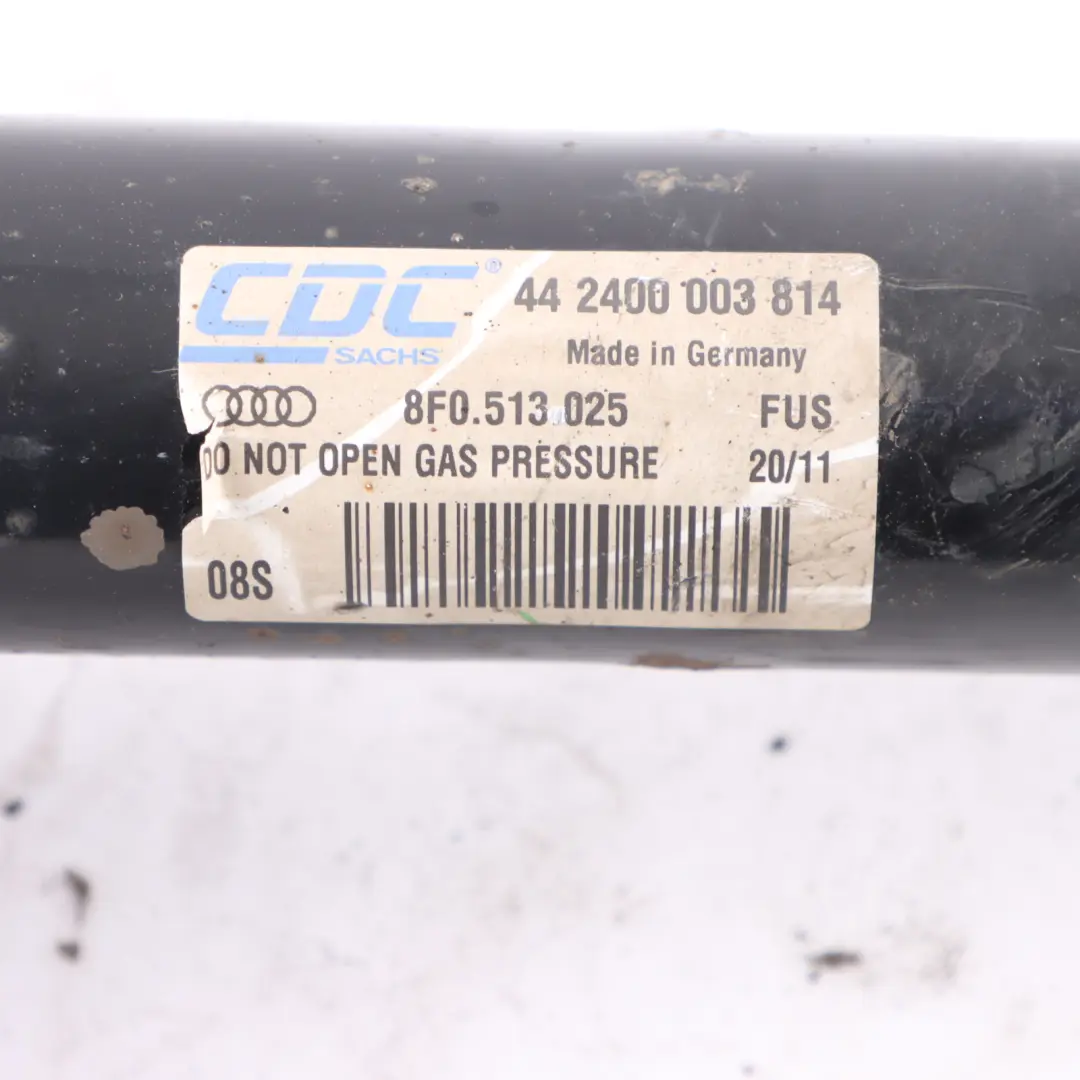 CDC® 44 2400 003 814
SACHS Made in Germany
8F0.513.025 FUS
DO NOT OPEN GAS PRESSURE 20/11
08S